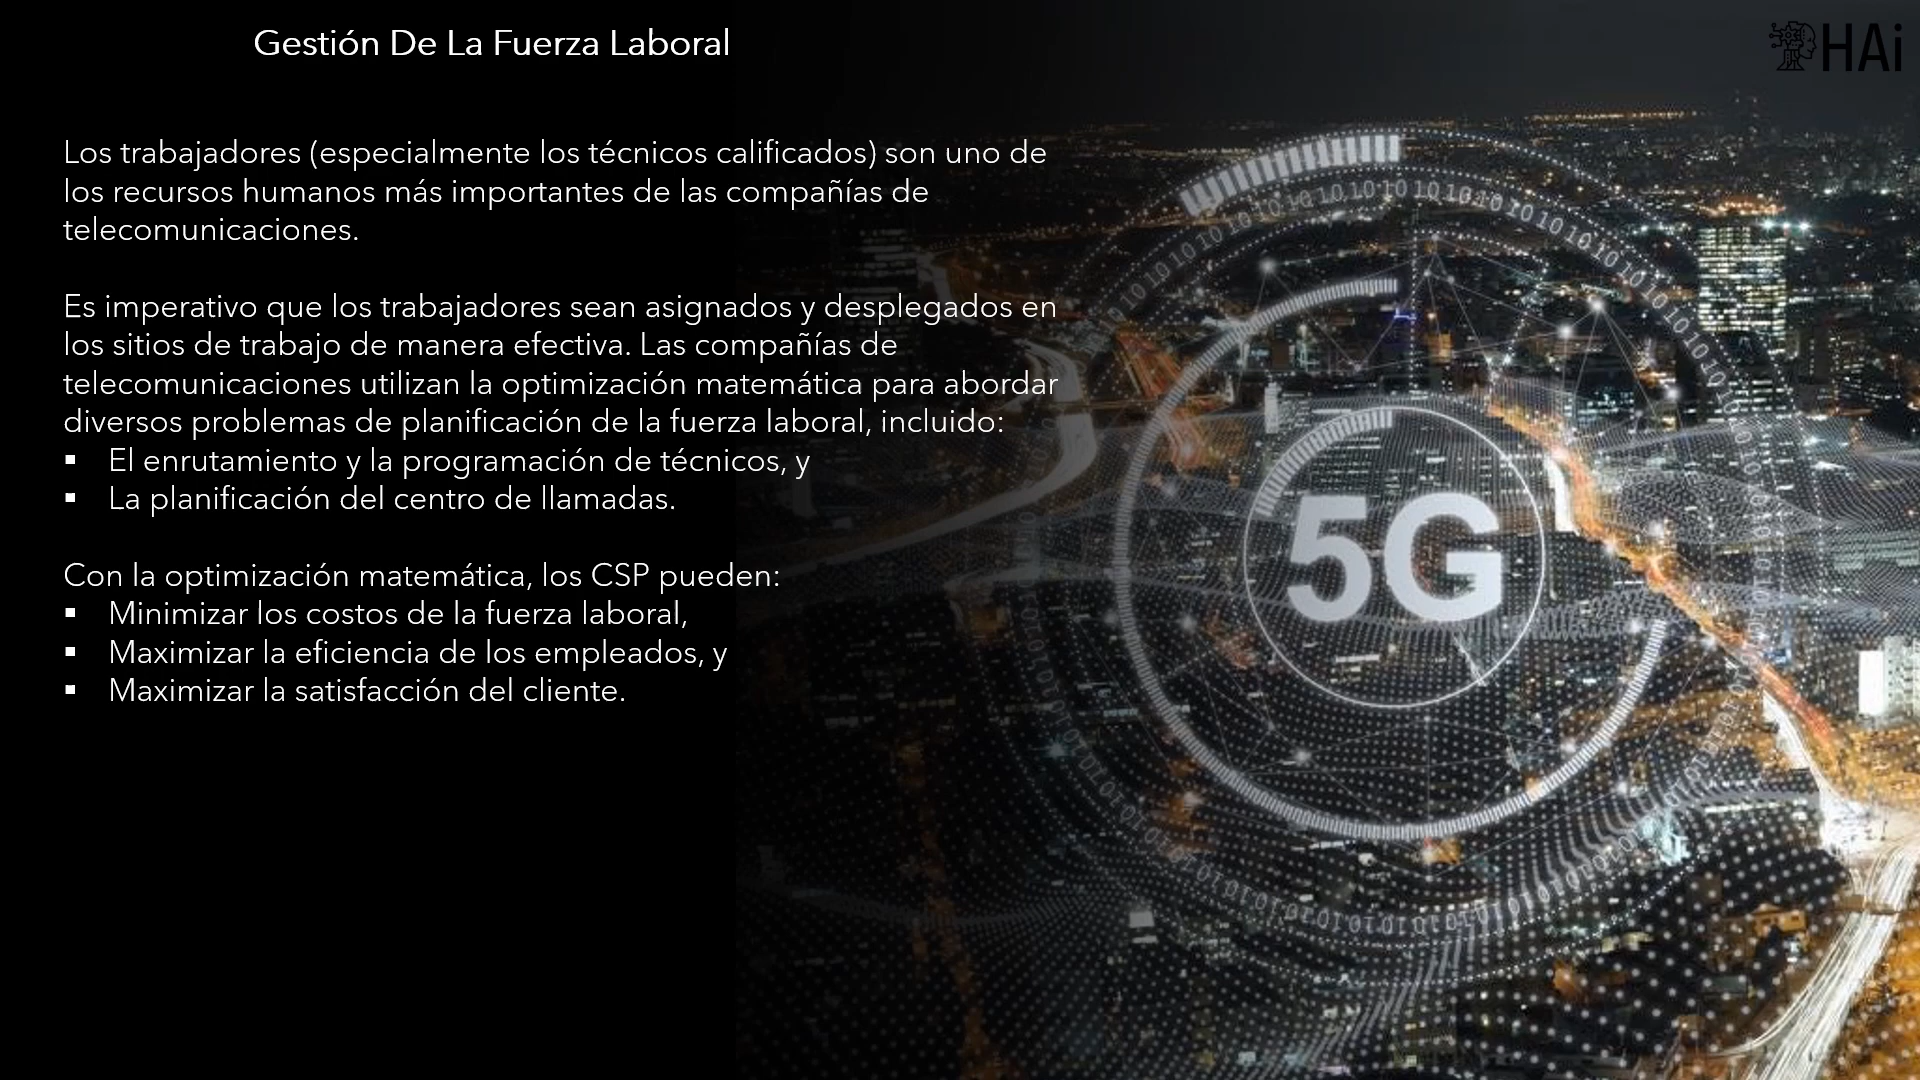 Gestión De La Fuerza Laboral
HAi
Los trabajadores (especialmente los técnicos calificados) son uno de
los recursos humanos más importantes de las compañías de
telecomunicaciones.
Es imperativo que los trabajadores sean asignados y desplegados en
los sitios de trabajo de manera efectiva. Las compañías de
telecomunicaciones utilizan la optimización matemática para abordar
diversos problemas de planificación de la fuerza laboral, incluido:
▪ El enrutamiento y la programación de técnicos, y
▪ La planificación del centro de llamadas.
Con la optimización matemática, los CSP pueden:
▪ Minimizar los costos de la fuerza laboral,
▪ Maximizar la eficiencia de los empleados, y
▪ Maximizar la satisfacción del cliente.
5G